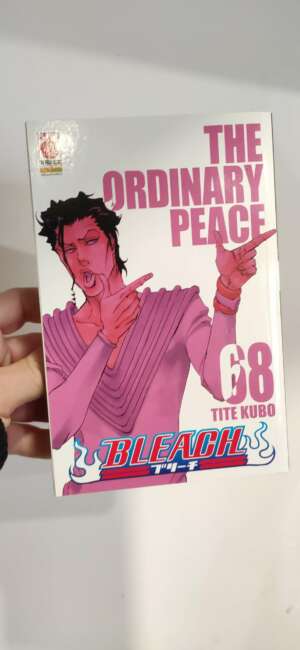 THE
ORDINARY
PEACE
68
TITE KUBO
BLEACH
ブリーチ